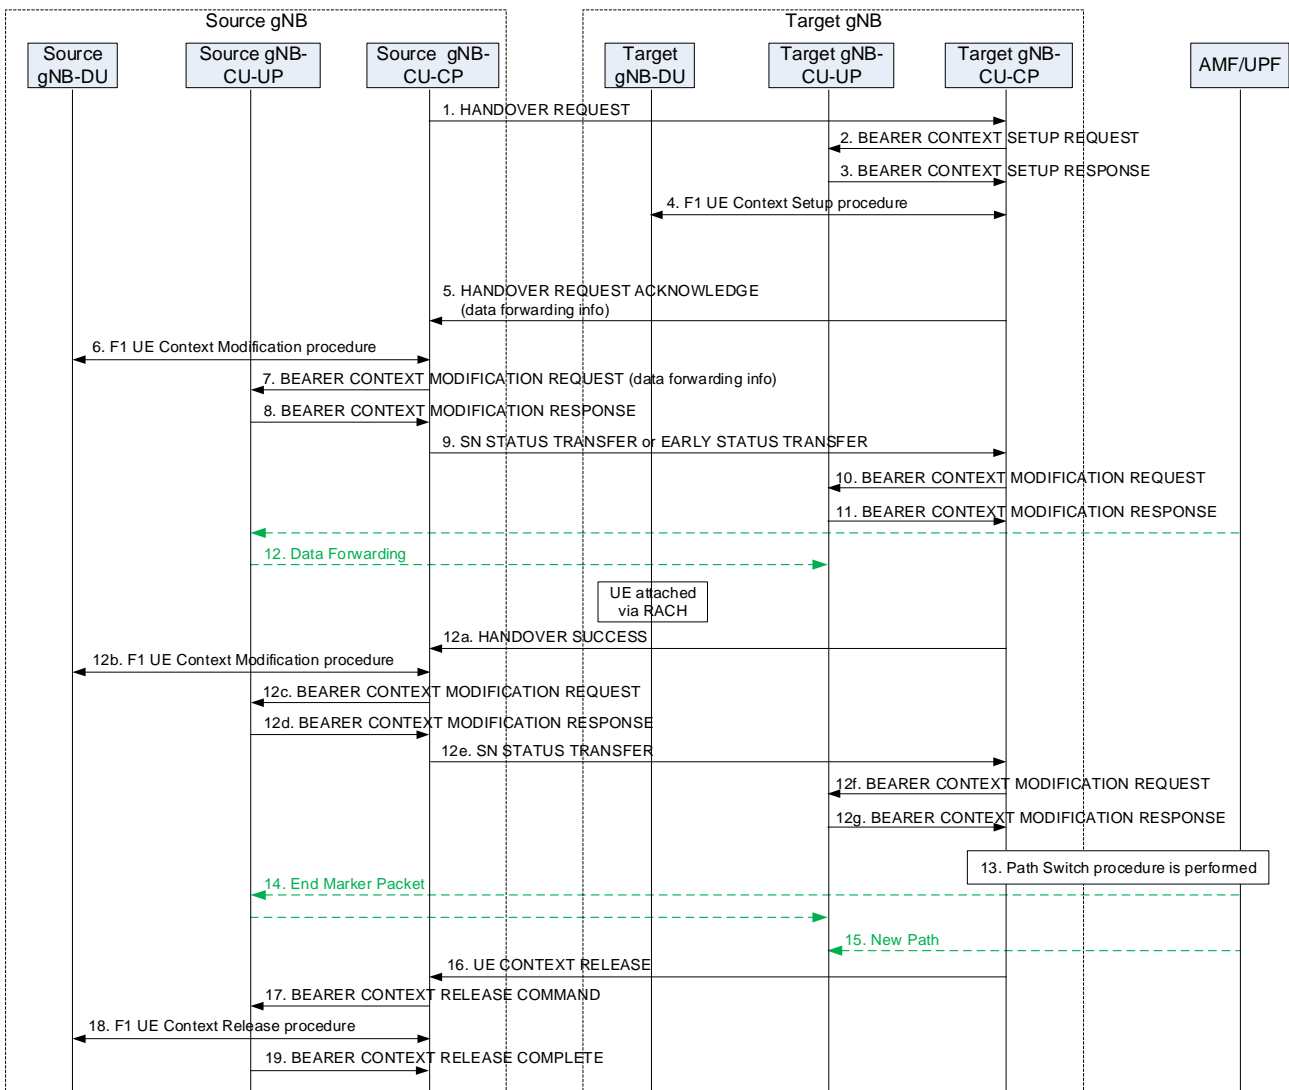 Source gNB
Target gNB
Source
gNB-DU
Source gNB-
CU-UP
Source gNB-
CU-CP
Target
gNB-DU
Target gNB-
CU-UP
Target gNB-
CU-CP
AMF/UPF
1. HANDOVER REQUEST
2. BEARER CONTEXT SETUP REQUEST
3. BEARER CONTEXT SETUP RESPONSE
4. F1 UE Context Setup procedure
5. HANDOVER REQUEST ACKNOWLEDGE
(data forwarding info)
6. F1 UE Context Modification procedure
7. BEARER CONTEXT MODIFICATION REQUEST (data forwarding info)
8. BEARER CONTEXT MODIFICATION RESPONSE
9. SN STATUS TRANSFER or EARLY STATUS TRANSFER
10. BEARER CONTEXT MODIFICATION REQUEST
11. BEARER CONTEXT MODIFICATION RESPONSE
12. Data Forwarding
UE attached
via RACH
12a. HANDOVER SUCCESS
12b. F1 UE Context Modification procedure
12c. BEARER CONTEXT MODIFICATION REQUEST
12d. BEARER CONTEXT MODIFICATION RESPONSE
12e. SN STATUS TRANSFER
12f. BEARER CONTEXT MODIFICATION REQUEST
12g. BEARER CONTEXT MODIFICATION RESPONSE
13. Path Switch procedure is performed
14. End Marker Packet
15. New Path
16. UE CONTEXT RELEASE
17. BEARER CONTEXT RELEASE COMMAND
18. F1 UE Context Release procedure
19. BEARER CONTEXT RELEASE COMPLETE